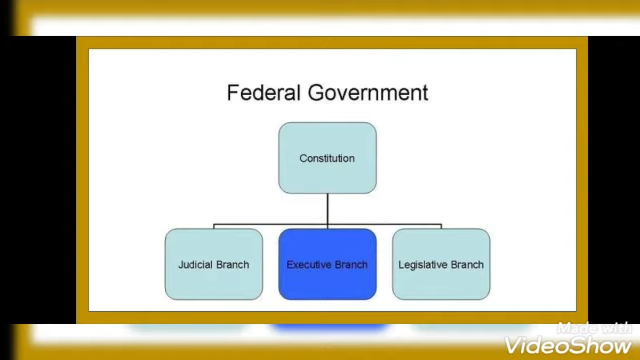 Federal Government
Constitution
Judicial Branch
Executive Branch
Legislative Branch
Made with
VideoShow